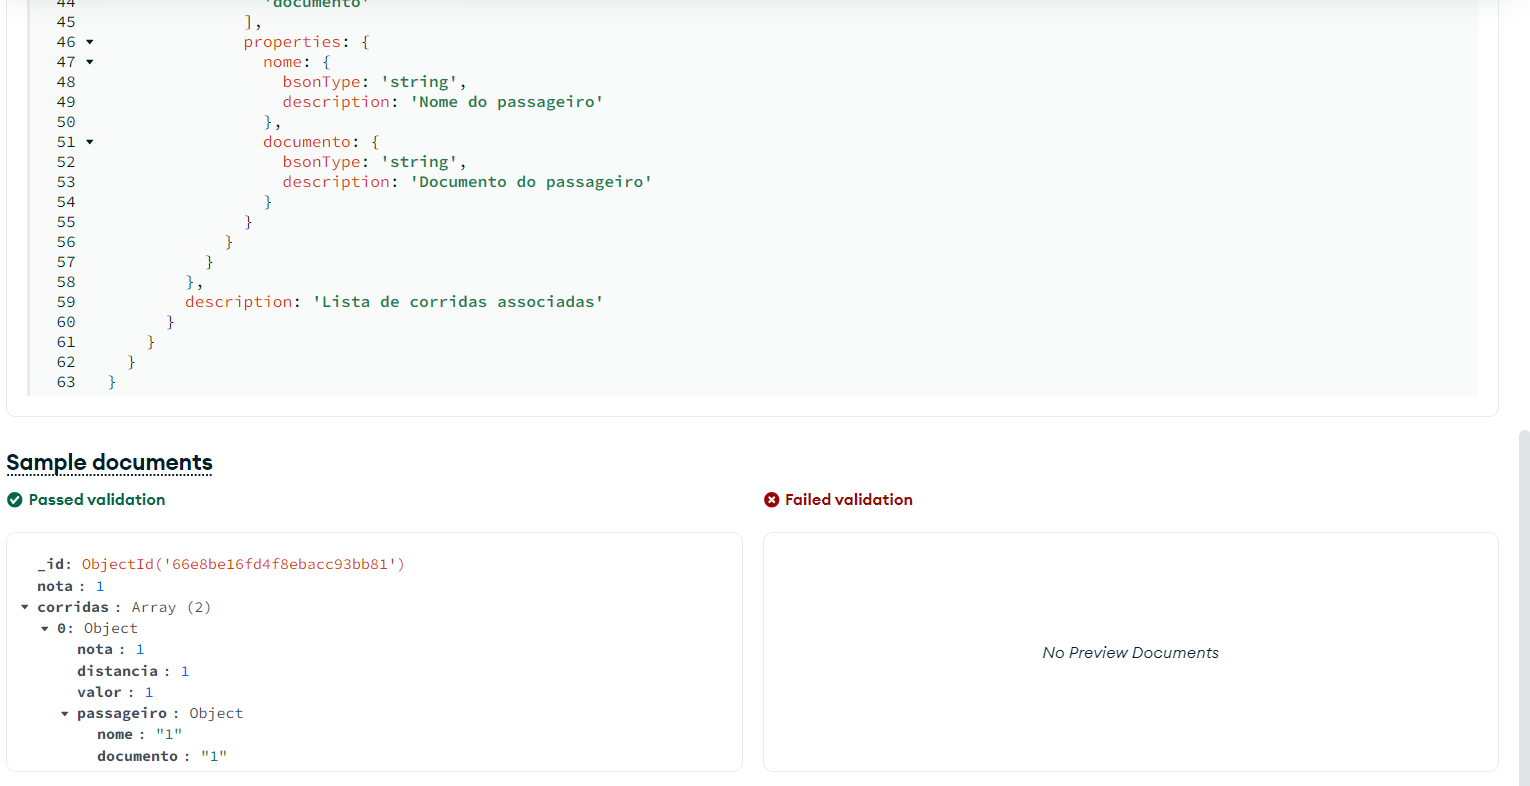 44 'documento'
45 ],
46 properties: {
47 nome: {
48 bsonType: 'string',
49 description: 'Nome do passageiro'
50 },
51 documento: {
52 bsonType: 'string',
53 description: 'Documento do passageiro'
54 }
55 }
56 }
57 }
58 },
59 description: 'Lista de corridas associadas'
60 }
61 }
62 }
63 }
Sample documents
Passed validation
Failed validation
_id: ObjectId('66e8be16fd4f8ebacc93bb81')
nota : 1
corridas : Array (2)
0: Object
nota : 1
distancia : 1
valor : 1
passageiro : Object
nome : "1"
documento : "1"
No Preview Documents